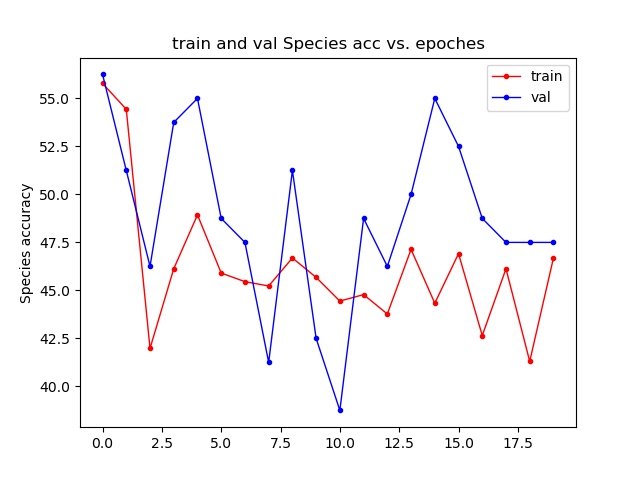 train and val Species acc vs. epoches
train
val
Species accuracy
55.0
52.5
50.0
47.5
45.0
42.5
40.0
0.0 2.5 5.0 7.5 10.0 12.5 15.0 17.5